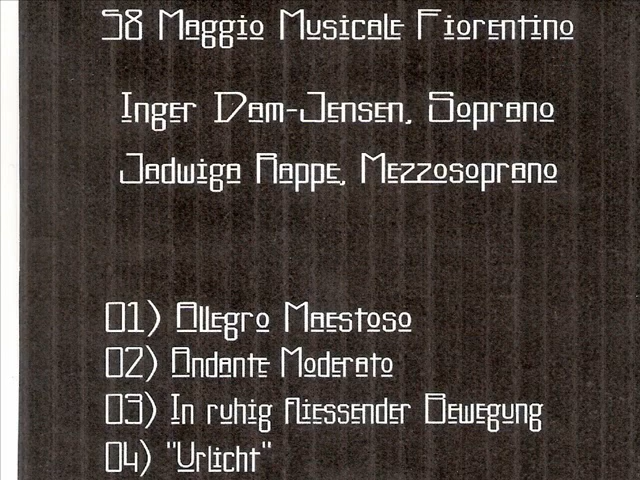 58 Maggio Musicale Fiorentino
Inger Dam-Jensen, Soprano
Jadwiga Rappe, Mezzosoprano
01) Allegro Maestoso
02) Andante Moderato
03) In ruhig fliessender Bewegung
04) "Urlicht"